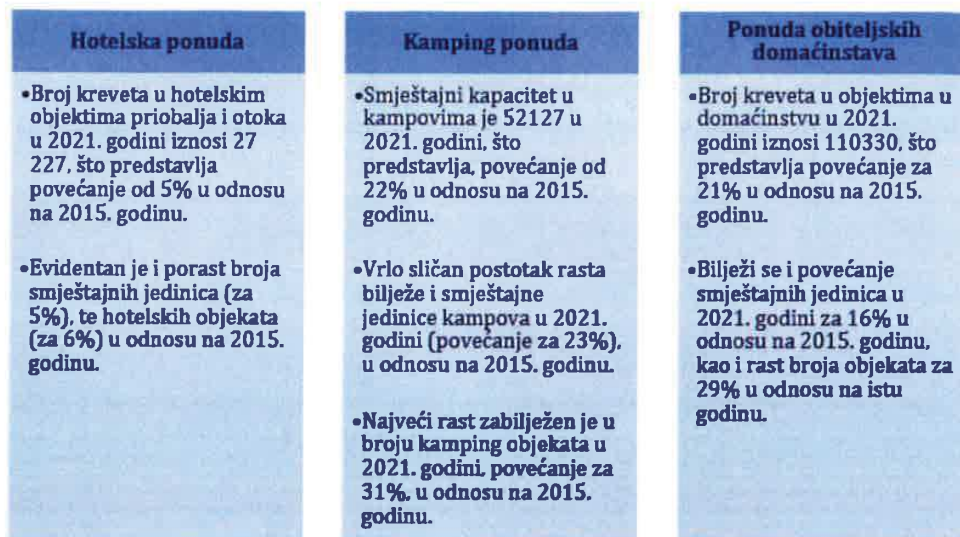 Hotelska ponuda
•Broj kreveta u hotelskim
objektima priobalja i otoka
u 2021. godini iznosi 27
227, što predstavlja
povećanje od 5% u odnosu
na 2015. godinu.
•Evidentan je i porast broja
smještajnih jedinica (za
5%), te hotelskih objekata
(za 6%) u odnosu na 2015.
godinu.
Kamping ponuda
•Smještajni kapacitet u
kampovima je 52127 u
2021. godini, što
predstavlja, povećanje od
22% u odnosu na 2015.
godinu.
•Vrlo sličan postotak rasta
bilježe i smještajne
jedinice kampova u 2021.
godini (povećanje za 23%),
u odnosu na 2015. godinu.
•Najveći rast zabilježen je u
broju kamping objekata u
2021. godini, povećanje za
31%, u odnosu na 2015.
godinu.
Ponuda obiteljskih
domaćinstava
•Broj kreveta u objektima u
domaćinstvu u 2021.
godini iznosi 110330, što
predstavlja povećanje za
21% u odnosu na 2015.
godinu.
•Bilježi se i povećanje
smještajnih jedinica u
2021. godini za 16% u
odnosu na 2015. godinu,
kao i rast broja objekata za
29% u odnosu na istu
godinu.